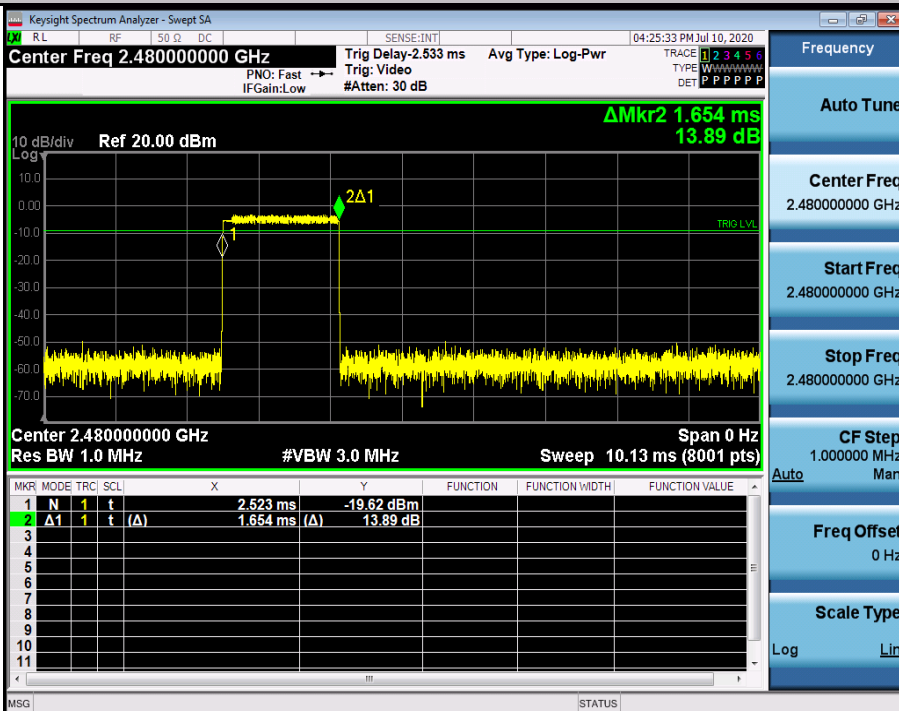 Keysight Spectrum Analyzer - Swept SA
LXI RL RF 50 Ω DC SENSE:INT 04:25:33 PM Jul 10, 2020
Center Freq 2.480000000 GHz Trig Delay-2.533 ms Avg Type: Log-Pwr TRACE 1 2 3 4 5 6
PNO: Fast Trig: Video TYPE WWWWWW
IFGain:Low #Atten: 30 dB DET P P P P P P
ΔMkr2 1.654 ms
13.89 dB
10 dB/div Ref 20.00 dBm
Log
10.0
0.00
-10.0
-20.0
-30.0
-40.0
-50.0
-60.0
-70.0
2Δ1
1
TRIG LVL
Center 2.480000000 GHz Span 0 Hz
Res BW 1.0 MHz #VBW 3.0 MHz Sweep 10.13 ms (8001 pts)
MKR MODE TRC SCL X Y FUNCTION FUNCTION WIDTH FUNCTION VALUE
1 N 1 t 2.523 ms -19.62 dBm
2 Δ1 1 t (Δ) 1.654 ms (Δ) 13.89 dB
3
4
5
6
7
8
9
10
11
MSG STATUS
Frequency
Auto Tune
Center Freq
2.480000000 GHz
Start Freq
2.480000000 GHz
Stop Freq
2.480000000 GHz
CF Step
1.000000 MHz
Auto Man
Freq Offset
0 Hz
Scale Type
Log Lin